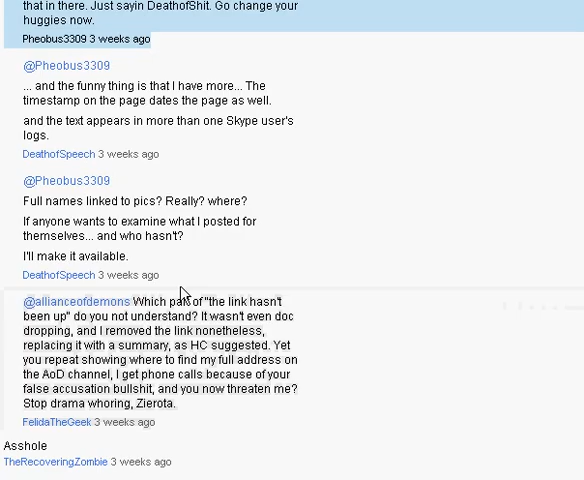 that in there. Just sayin DeathofShit. Go change your
huggies now.
Pheobus3309 3 weeks ago
@Pheobus3309
... and the funny thing is that I have more... The
timestamp on the page dates the page as well.
and the text appears in more than one Skype user's
logs.
DeathofSpeech 3 weeks ago
@Pheobus3309
Full names linked to pics? Really? where?
If anyone wants to examine what I posted for
themselves... and who hasn't?
I'll make it available.
DeathofSpeech 3 weeks ago
@allianceofdemons Which part of "the link hasn't
been up" do you not understand? It wasn't even doc
dropping, and I removed the link nonetheless,
replacing it with a summary, as HC suggested. Yet
you repeat showing where to find my full address on
the AoD channel, I get phone calls because of your
false accusation bullshit, and you now threaten me?
Stop drama whoring, Zierota.
FelidaTheGeek 3 weeks ago
Asshole
TheRecoveringZombie 3 weeks ago